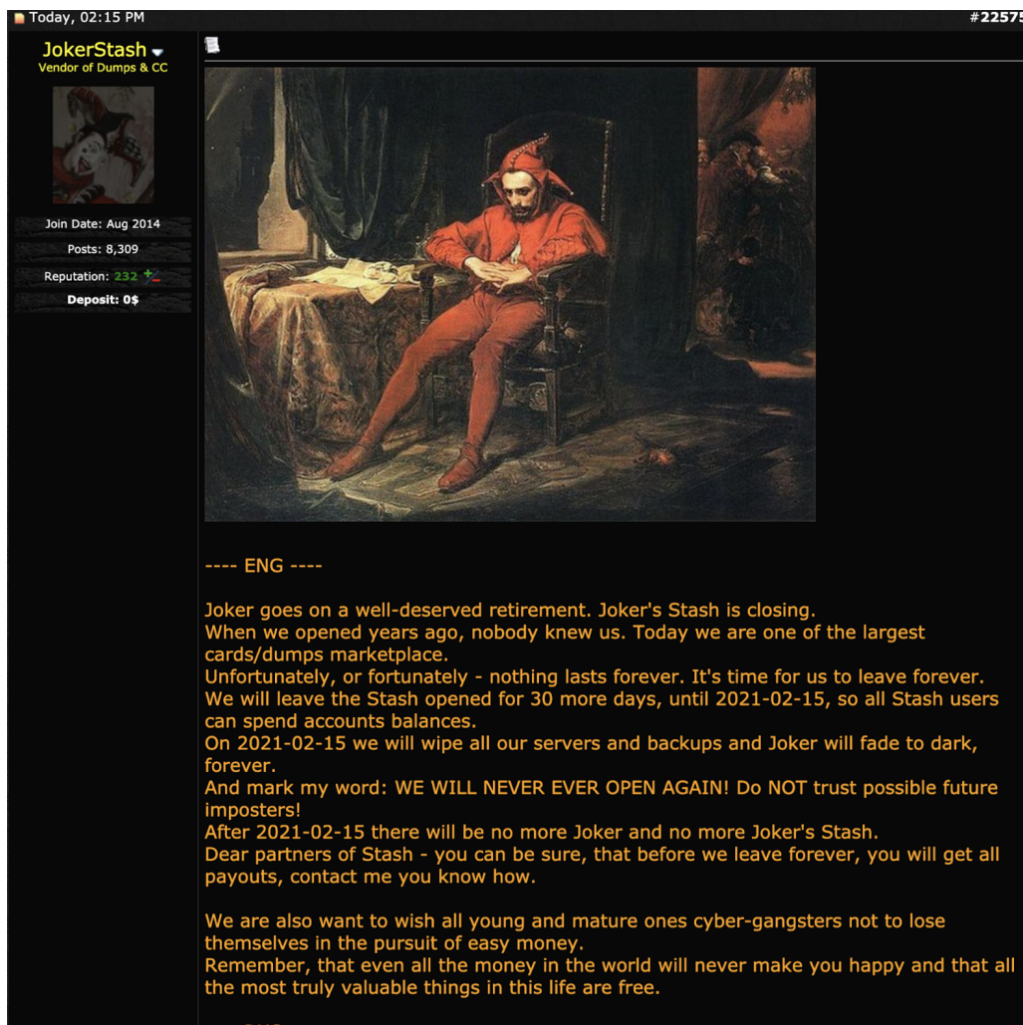 Today, 02:15 PM
#22575
JokerStash
Vendor of Dumps & CC
Join Date: Aug 2014
Posts: 8,309
Reputation: 232
Deposit: 0$
---- ENG ----
Joker goes on a well-deserved retirement. Joker's Stash is closing.
When we opened years ago, nobody knew us. Today we are one of the largest
cards/dumps marketplace.
Unfortunately, or fortunately - nothing lasts forever. It's time for us to leave forever.
We will leave the Stash opened for 30 more days, until 2021-02-15, so all Stash users
can spend accounts balances.
On 2021-02-15 we will wipe all our servers and backups and Joker will fade to dark,
forever.
And mark my word: WE WILL NEVER EVER OPEN AGAIN! Do NOT trust possible future
imposters!
After 2021-02-15 there will be no more Joker and no more Joker's Stash.
Dear partners of Stash - you can be sure, that before we leave forever, you will get all
payouts, contact me you know how.
We are also want to wish all young and mature ones cyber-gangsters not to lose
themselves in the pursuit of easy money.
Remember, that even all the money in the world will never make you happy and that all
the most truly valuable things in this life are free.